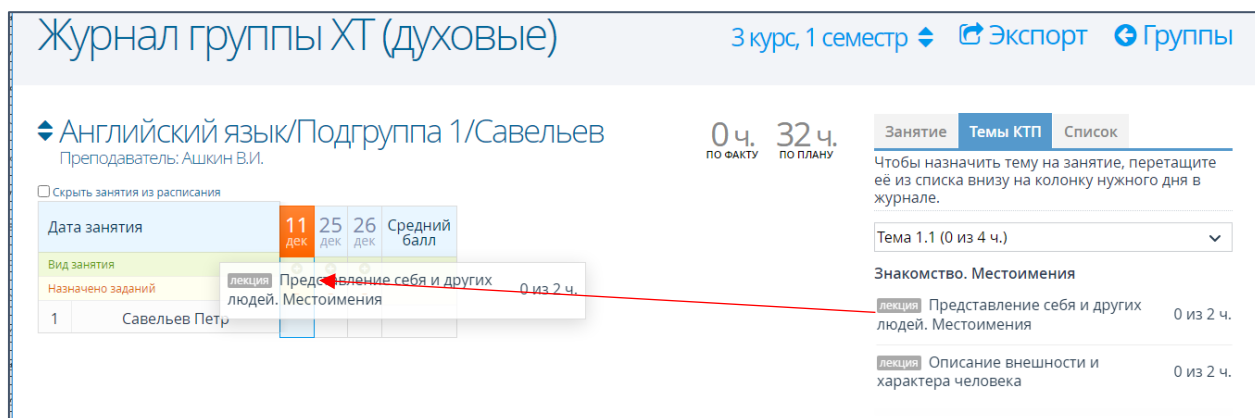 Журнал группы ХТ (духовые)
3 курс, 1 семестр
Экспорт
Группы
Английский язык/Подгруппа 1/Савельев
Преподаватель: Ашкин В.И.
0 ч.
ПО ФАКТУ
32 ч.
ПО ПЛАНУ
Скрыть занятия из расписания
Дата занятия
11 дек
25 дек
26 дек
Средний
балл
Вид занятия
Назначено заданий
1 Савельев Петр
лекция Представление себя и других
людей. Местоимения
0 из 2 ч.
Занятие Темы КТП Список
Чтобы назначить тему на занятие, перетащите
её из списка внизу на колонку нужного дня в
журнале.
Тема 1.1 (0 из 4 ч.)
Знакомство. Местоимения
лекция Представление себя и других
людей. Местоимения
0 из 2 ч.
лекция Описание внешности и
характера человека
0 из 2 ч.